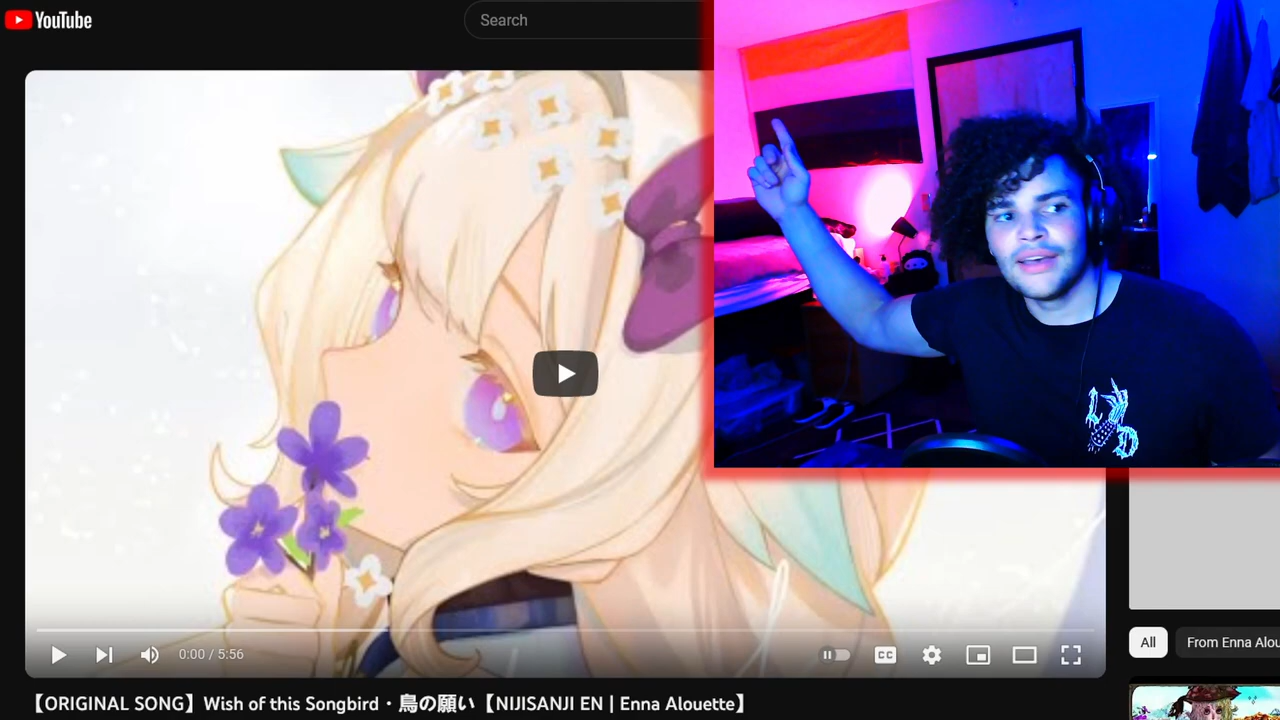 YouTube
Search
0:00 / 5:56
CC
All
From Enna Alou
【ORIGINAL SONG】Wish of this Songbird・鳥の願い【NIJISANJI EN | Enna Alouette】